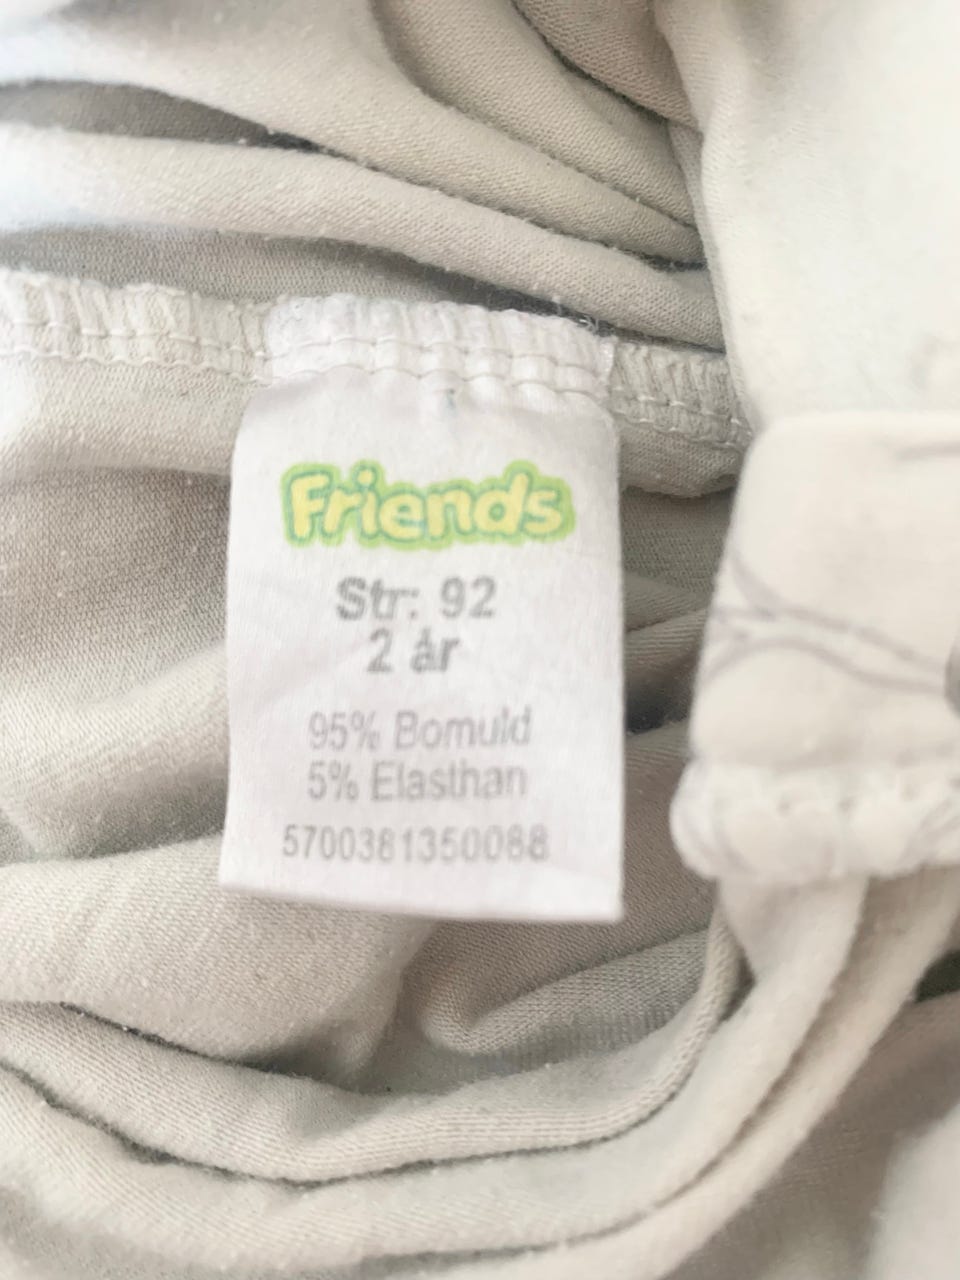 Friends
Str: 92
2 år
95% Bomuld
5% Elasthan
5700381350088